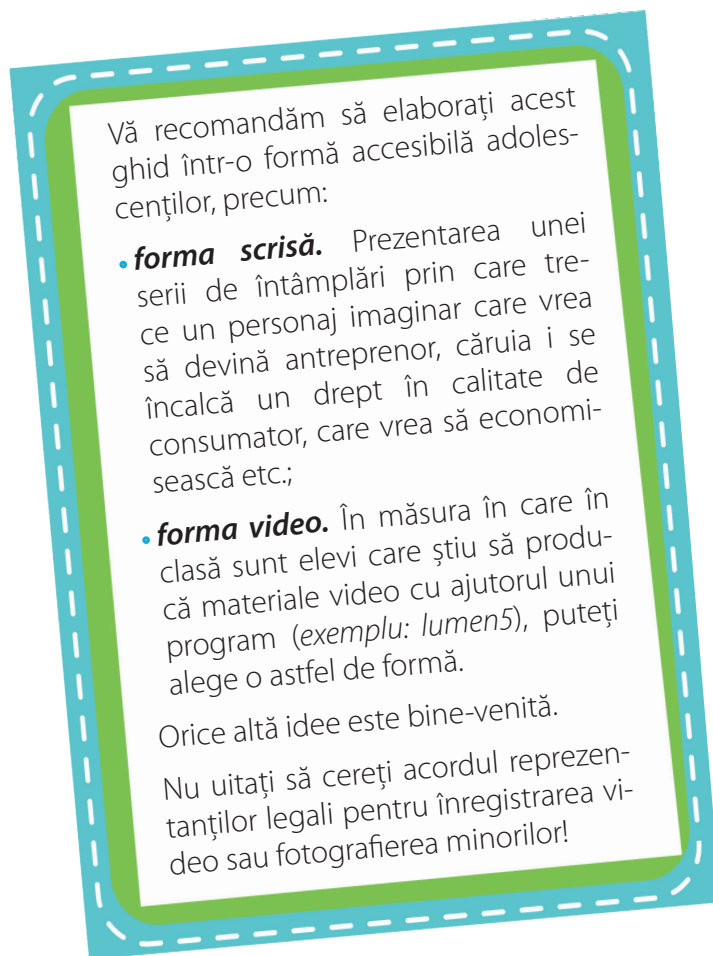 Vă recomandăm să elaborați acest
ghid într-o formă accesibilă adoles-
cenților, precum:
• forma scrisă. Prezentarea unei
serii de întâmplări prin care tre-
ce un personaj imaginar care vrea
să devină antreprenor, căruia i se
încalcă un drept în calitate de
consumator, care vrea să economi-
sească etc.;
• forma video. În măsura în care în
clasă sunt elevi care știu să produ-
că materiale video cu ajutorul unui
program (exemplu: lumen5), puteți
alege o astfel de formă.
Orice altă idee este bine-venită.
Nu uitați să cereți acordul reprezen-
tanților legali pentru înregistrarea vi-
deo sau fotografierea minorilor!